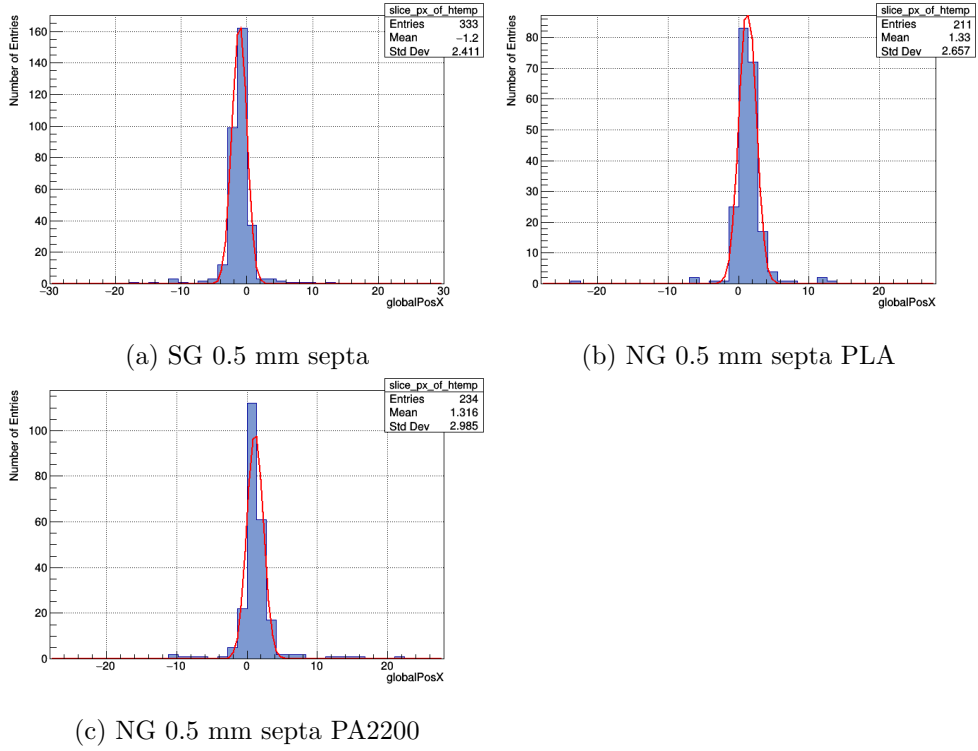 slice_px_of_htemp
Entries 333
Mean −1.2
Std Dev 2.411
Number of Entries
160
140
120
100
80
60
40
20
0
−30 −20 −10 0 10 20 30
globalPosX
(a) SG 0.5 mm septa
slice_px_of_htemp
Entries 211
Mean 1.33
Std Dev 2.657
Number of Entries
80
70
60
50
40
30
20
10
0
−20 −10 0 10 20
globalPosX
(b) NG 0.5 mm septa PLA
slice_px_of_htemp
Entries 234
Mean 1.316
Std Dev 2.985
Number of Entries
100
80
60
40
20
0
−20 −10 0 10 20
globalPosX
(c) NG 0.5 mm septa PA2200